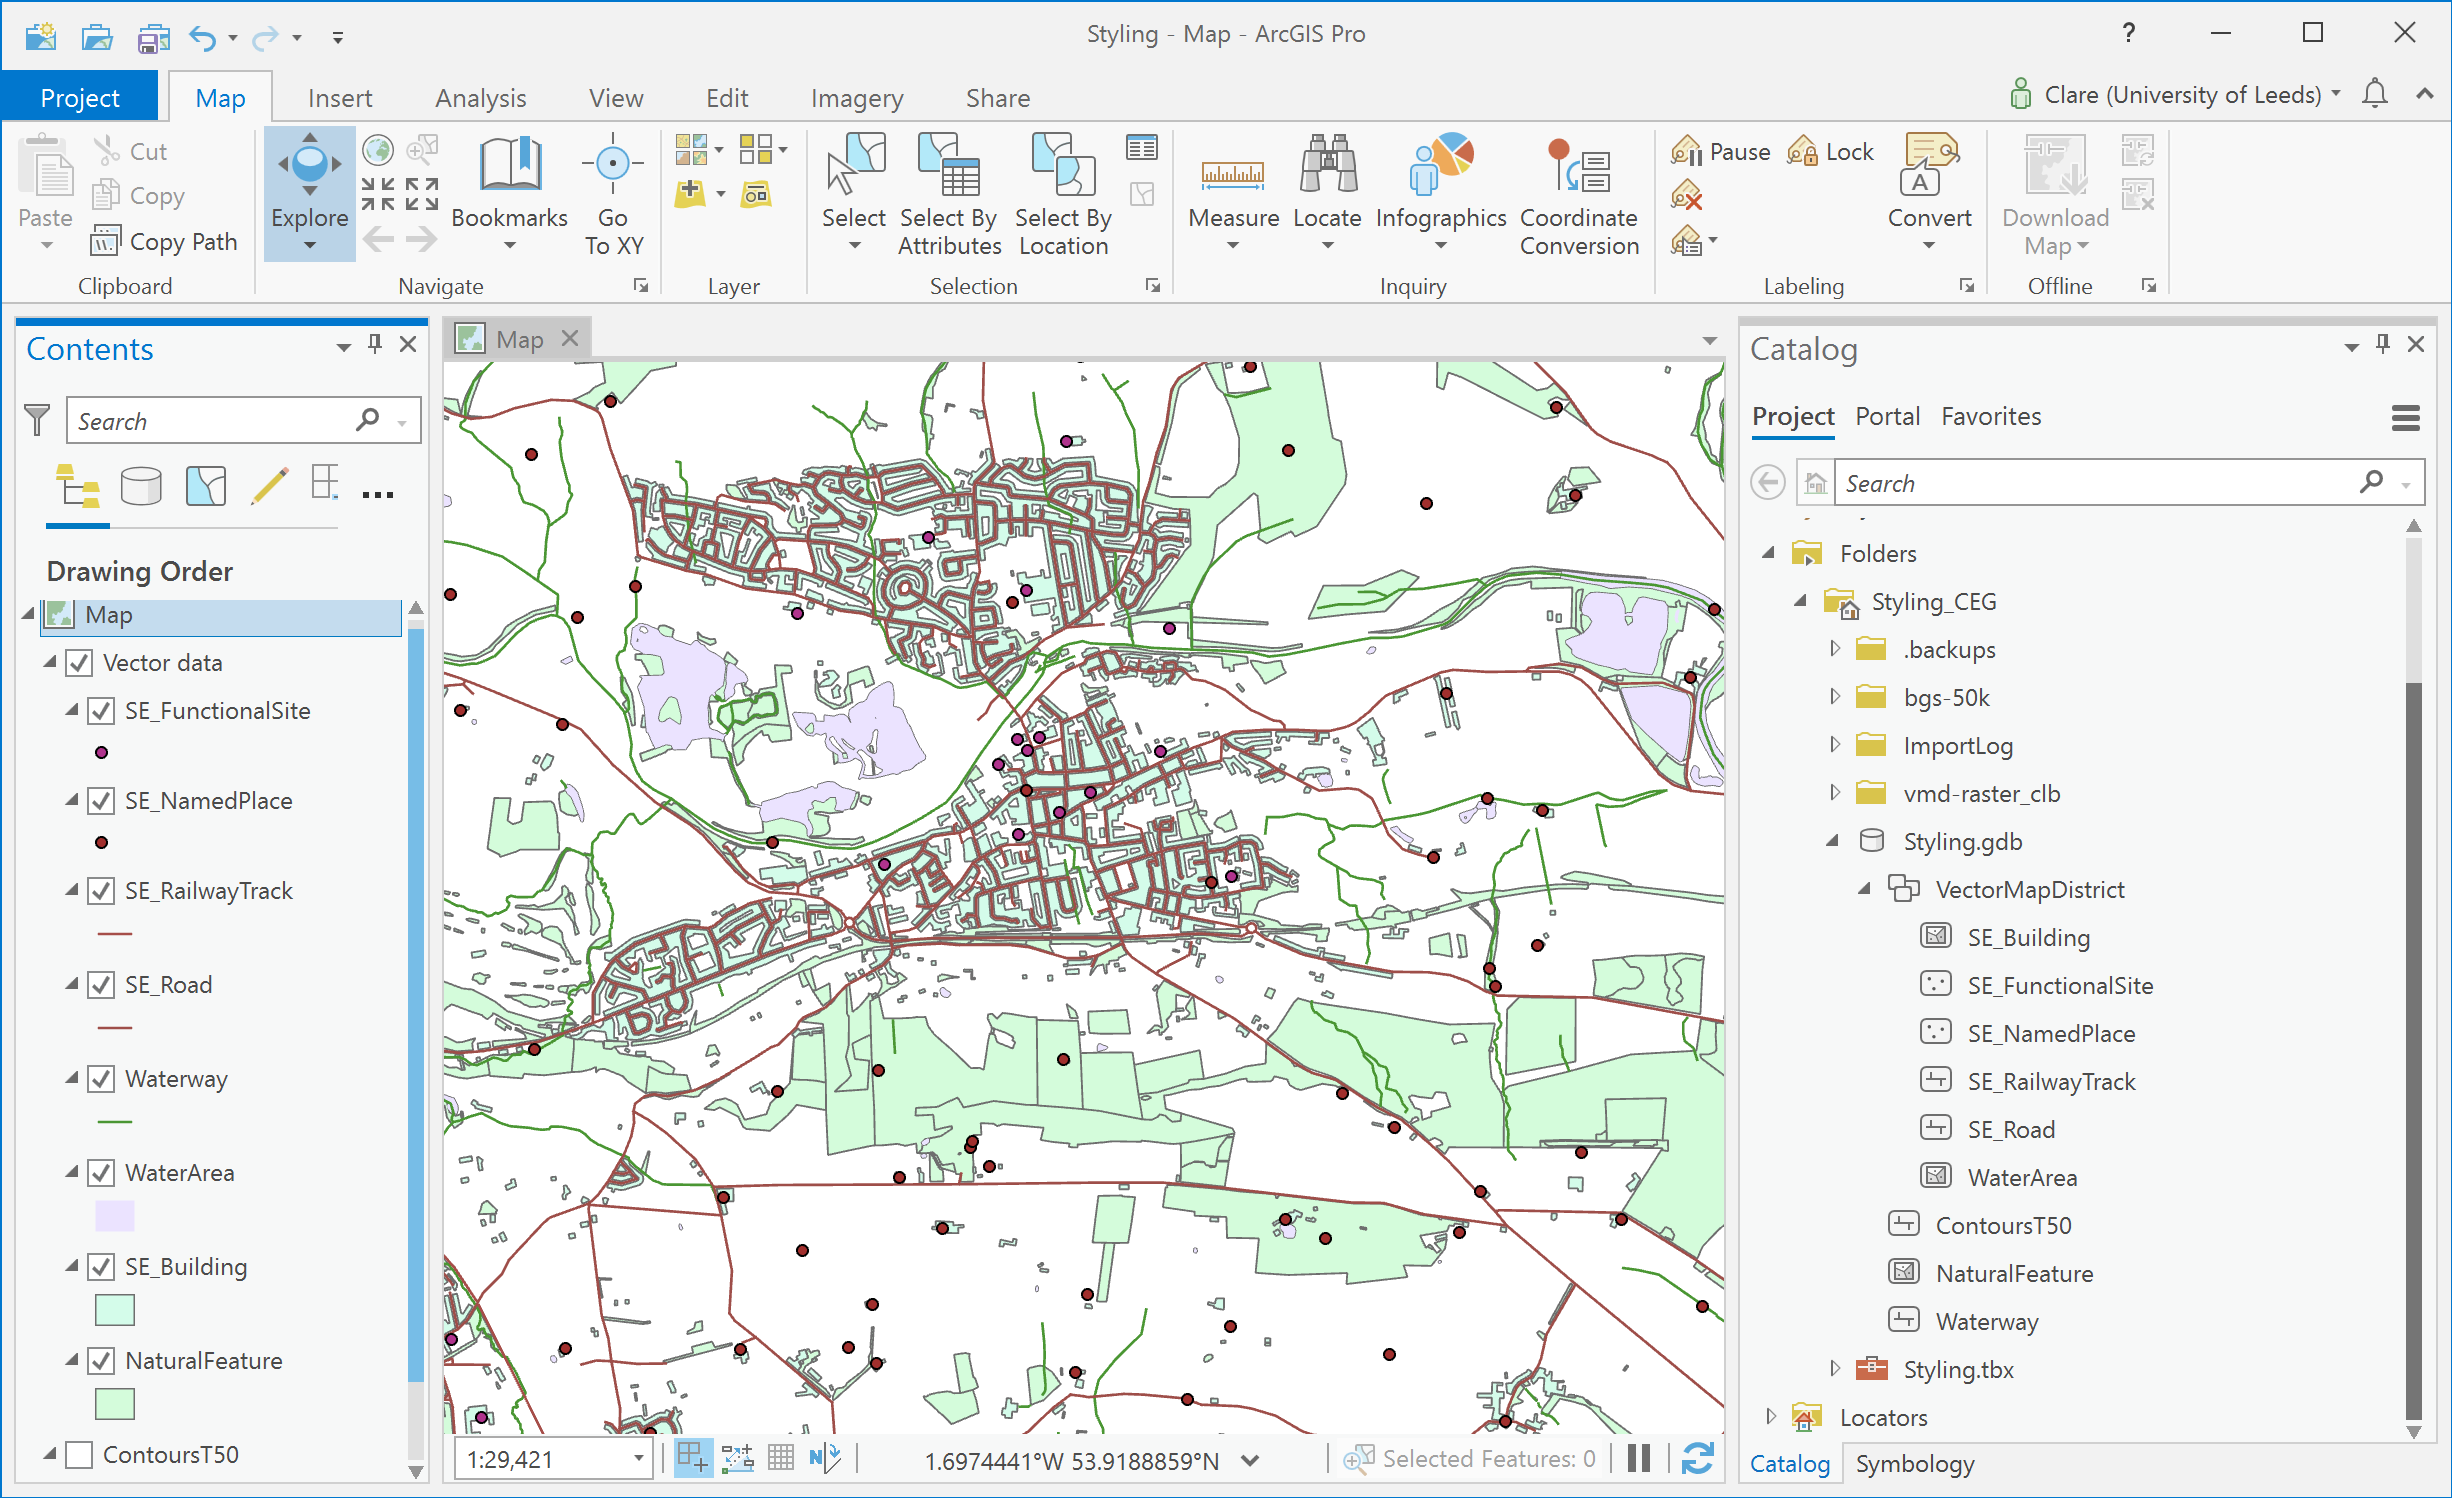 Styling - Map - ArcGIS Pro
?
Project
Map
Insert
Analysis
View
Edit
Imagery
Share
Clare (University of Leeds)
Paste
Cut
Copy
Copy Path
Clipboard
Explore
Bookmarks
Go
To XY
Navigate
Layer
Select
Select By
Attributes
Select By
Location
Selection
Measure
Locate
Infographics
Coordinate
Conversion
Inquiry
Pause
Lock
A
Convert
Labeling
Download
Map
Offline
Contents
Search
Drawing Order
Map
Vector data
SE_FunctionalSite
SE_NamedPlace
SE_RailwayTrack
SE_Road
Waterway
WaterArea
SE_Building
NaturalFeature
ContoursT50
Map
1:29,421
N
1.6974441°W 53.9188859°N
Selected Features: 0
Catalog
Project
Portal
Favorites
Search
Folders
Styling_CEG
.backups
bgs-50k
ImportLog
vmd-raster_clb
Styling.gdb
VectorMapDistrict
SE_Building
SE_FunctionalSite
SE_NamedPlace
SE_RailwayTrack
SE_Road
WaterArea
ContoursT50
NaturalFeature
Waterway
Styling.tbx
Locators
Catalog
Symbology